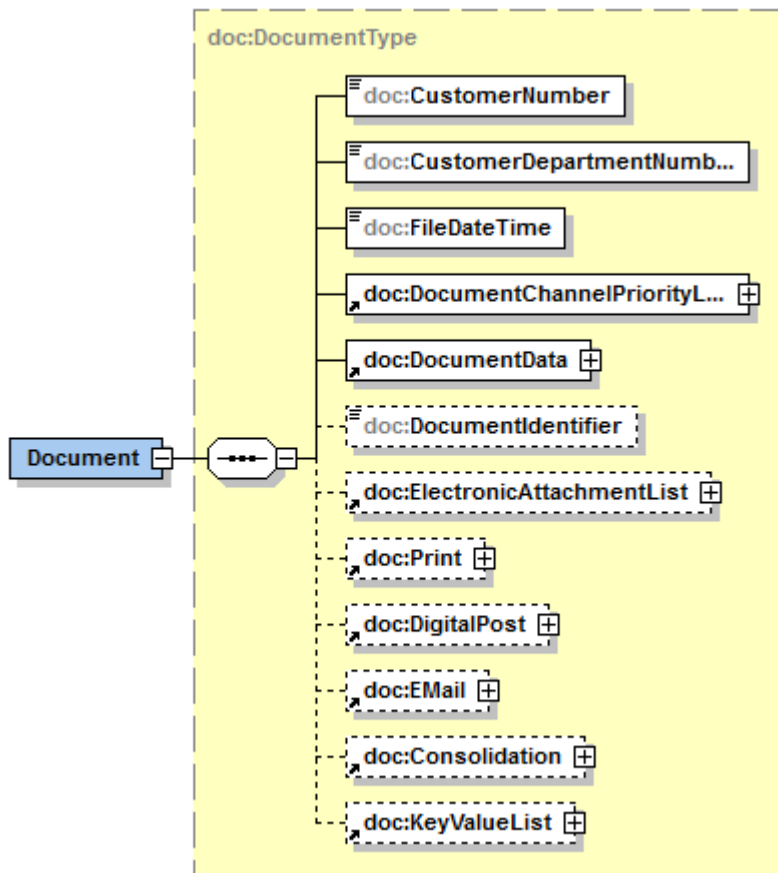 doc:DocumentType
doc:CustomerNumber
doc:CustomerDepartmentNumb...
doc:FileDateTime
doc:DocumentChannelPriorityL...
doc:DocumentData
Document
doc:DocumentIdentifier
doc:ElectronicAttachmentList
doc:Print
doc:DigitalPost
doc:EMail
doc:Consolidation
doc:KeyValueList